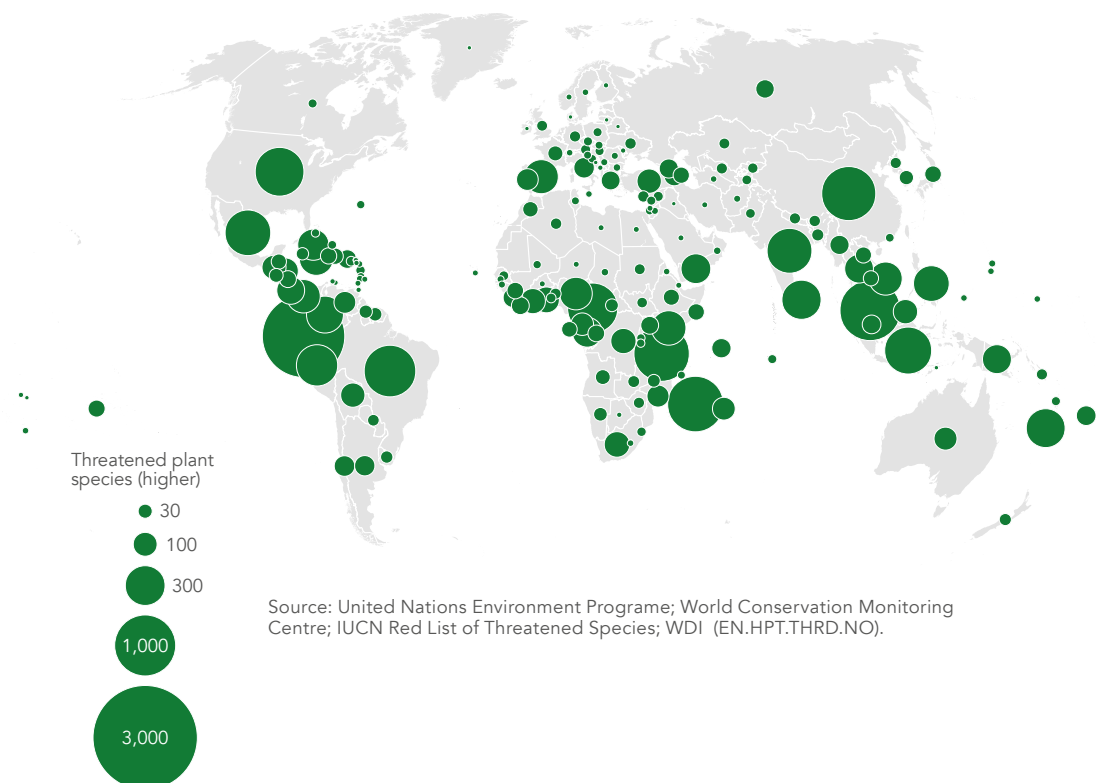 Threatened plant
species (higher)
30
100
300
1,000
3,000
Source: United Nations Environment Programe; World Conservation Monitoring
Centre; IUCN Red List of Threatened Species; WDI (EN.HPT.THRD.NO).